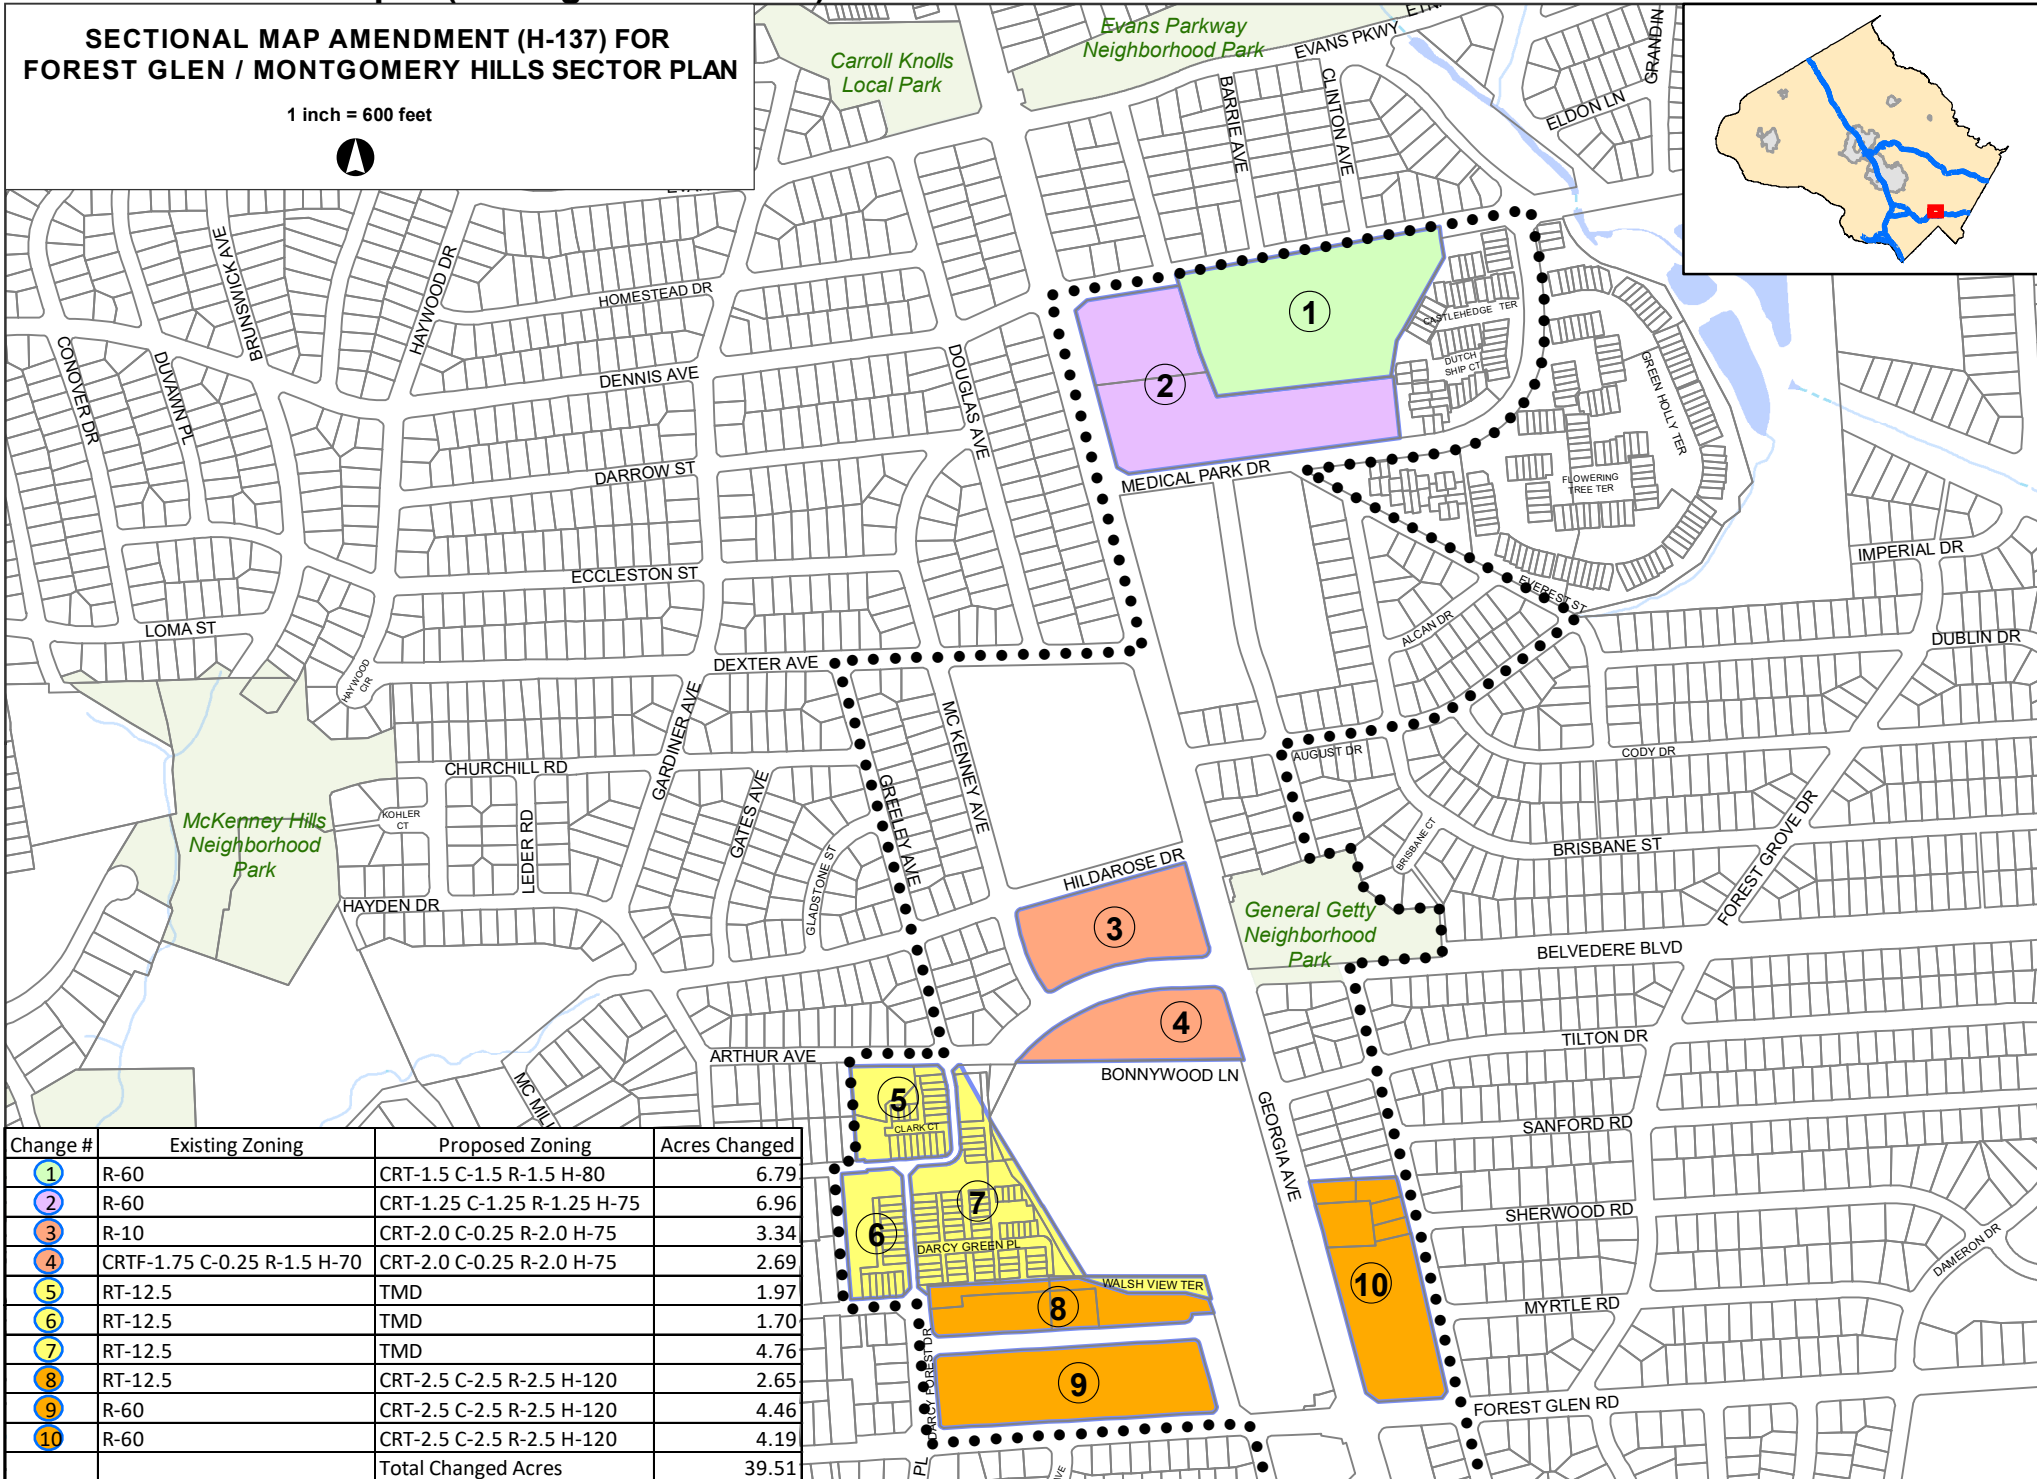 SECTIONAL MAP AMENDMENT (H-137) FOR
FOREST GLEN / MONTGOMERY HILLS SECTOR PLAN
1 inch = 600 feet
Carroll Knolls
Local Park
Evans Parkway
Neighborhood Park
EVANS PKWY
BARRIE AVE
CLINTON AVE
ELDON LN
GRANDIN
BRUNSWICK AVE
HAYWOOD DR
HOMESTEAD DR
CONOVER DR
DUVAWN PL
DENNIS AVE
DOUGLAS AVE
DARROW ST
ECCLESTON ST
LOMA ST
HAYWOOD
CIR
DEXTER AVE
1
2
CASTLEHEDGE TER
DUTCH
SHIP CT
GREEN HOLLY TER
FLOWERING
TREE TER
MEDICAL PARK DR
EVEREST ST
ALCAN DR
IMPERIAL DR
DUBLIN DR
AUGUST DR
CODY DR
BRISBANE CT
BRISBANE ST
FOREST GROVE DR
GARDINER AVE
MC KENNEY AVE
CHURCHILL RD
GATES AVE
GREELEY AVE
KOHLER
CT
LEDER RD
GLADSTONE ST
McKenney Hills
Neighborhood
Park
HAYDEN DR
HILDAROSE DR
3
General Getty
Neighborhood
Park
BELVEDERE BLVD
4
TILTON DR
ARTHUR AVE
BONNYWOOD LN
GEORGIA AVE
SANFORD RD
5
CLARK CT
7
6
DARCY GREEN PL
SHERWOOD RD
DAMERON DR
WALSH VIEW TER
8
10
MYRTLE RD
DARCY FOREST DR
9
FOREST GLEN RD
PL
Change # Existing Zoning Proposed Zoning Acres Changed
1 R-60 CRT-1.5 C-1.5 R-1.5 H-80 6.79
2 R-60 CRT-1.25 C-1.25 R-1.25 H-75 6.96
3 R-10 CRT-2.0 C-0.25 R-2.0 H-75 3.34
4 CRTF-1.75 C-0.25 R-1.5 H-70 CRT-2.0 C-0.25 R-2.0 H-75 2.69
5 RT-12.5 TMD 1.97
6 RT-12.5 TMD 1.70
7 RT-12.5 TMD 4.76
8 RT-12.5 CRT-2.5 C-2.5 R-2.5 H-120 2.65
9 R-60 CRT-2.5 C-2.5 R-2.5 H-120 4.46
10 R-60 CRT-2.5 C-2.5 R-2.5 H-120 4.19
Total Changed Acres 39.51